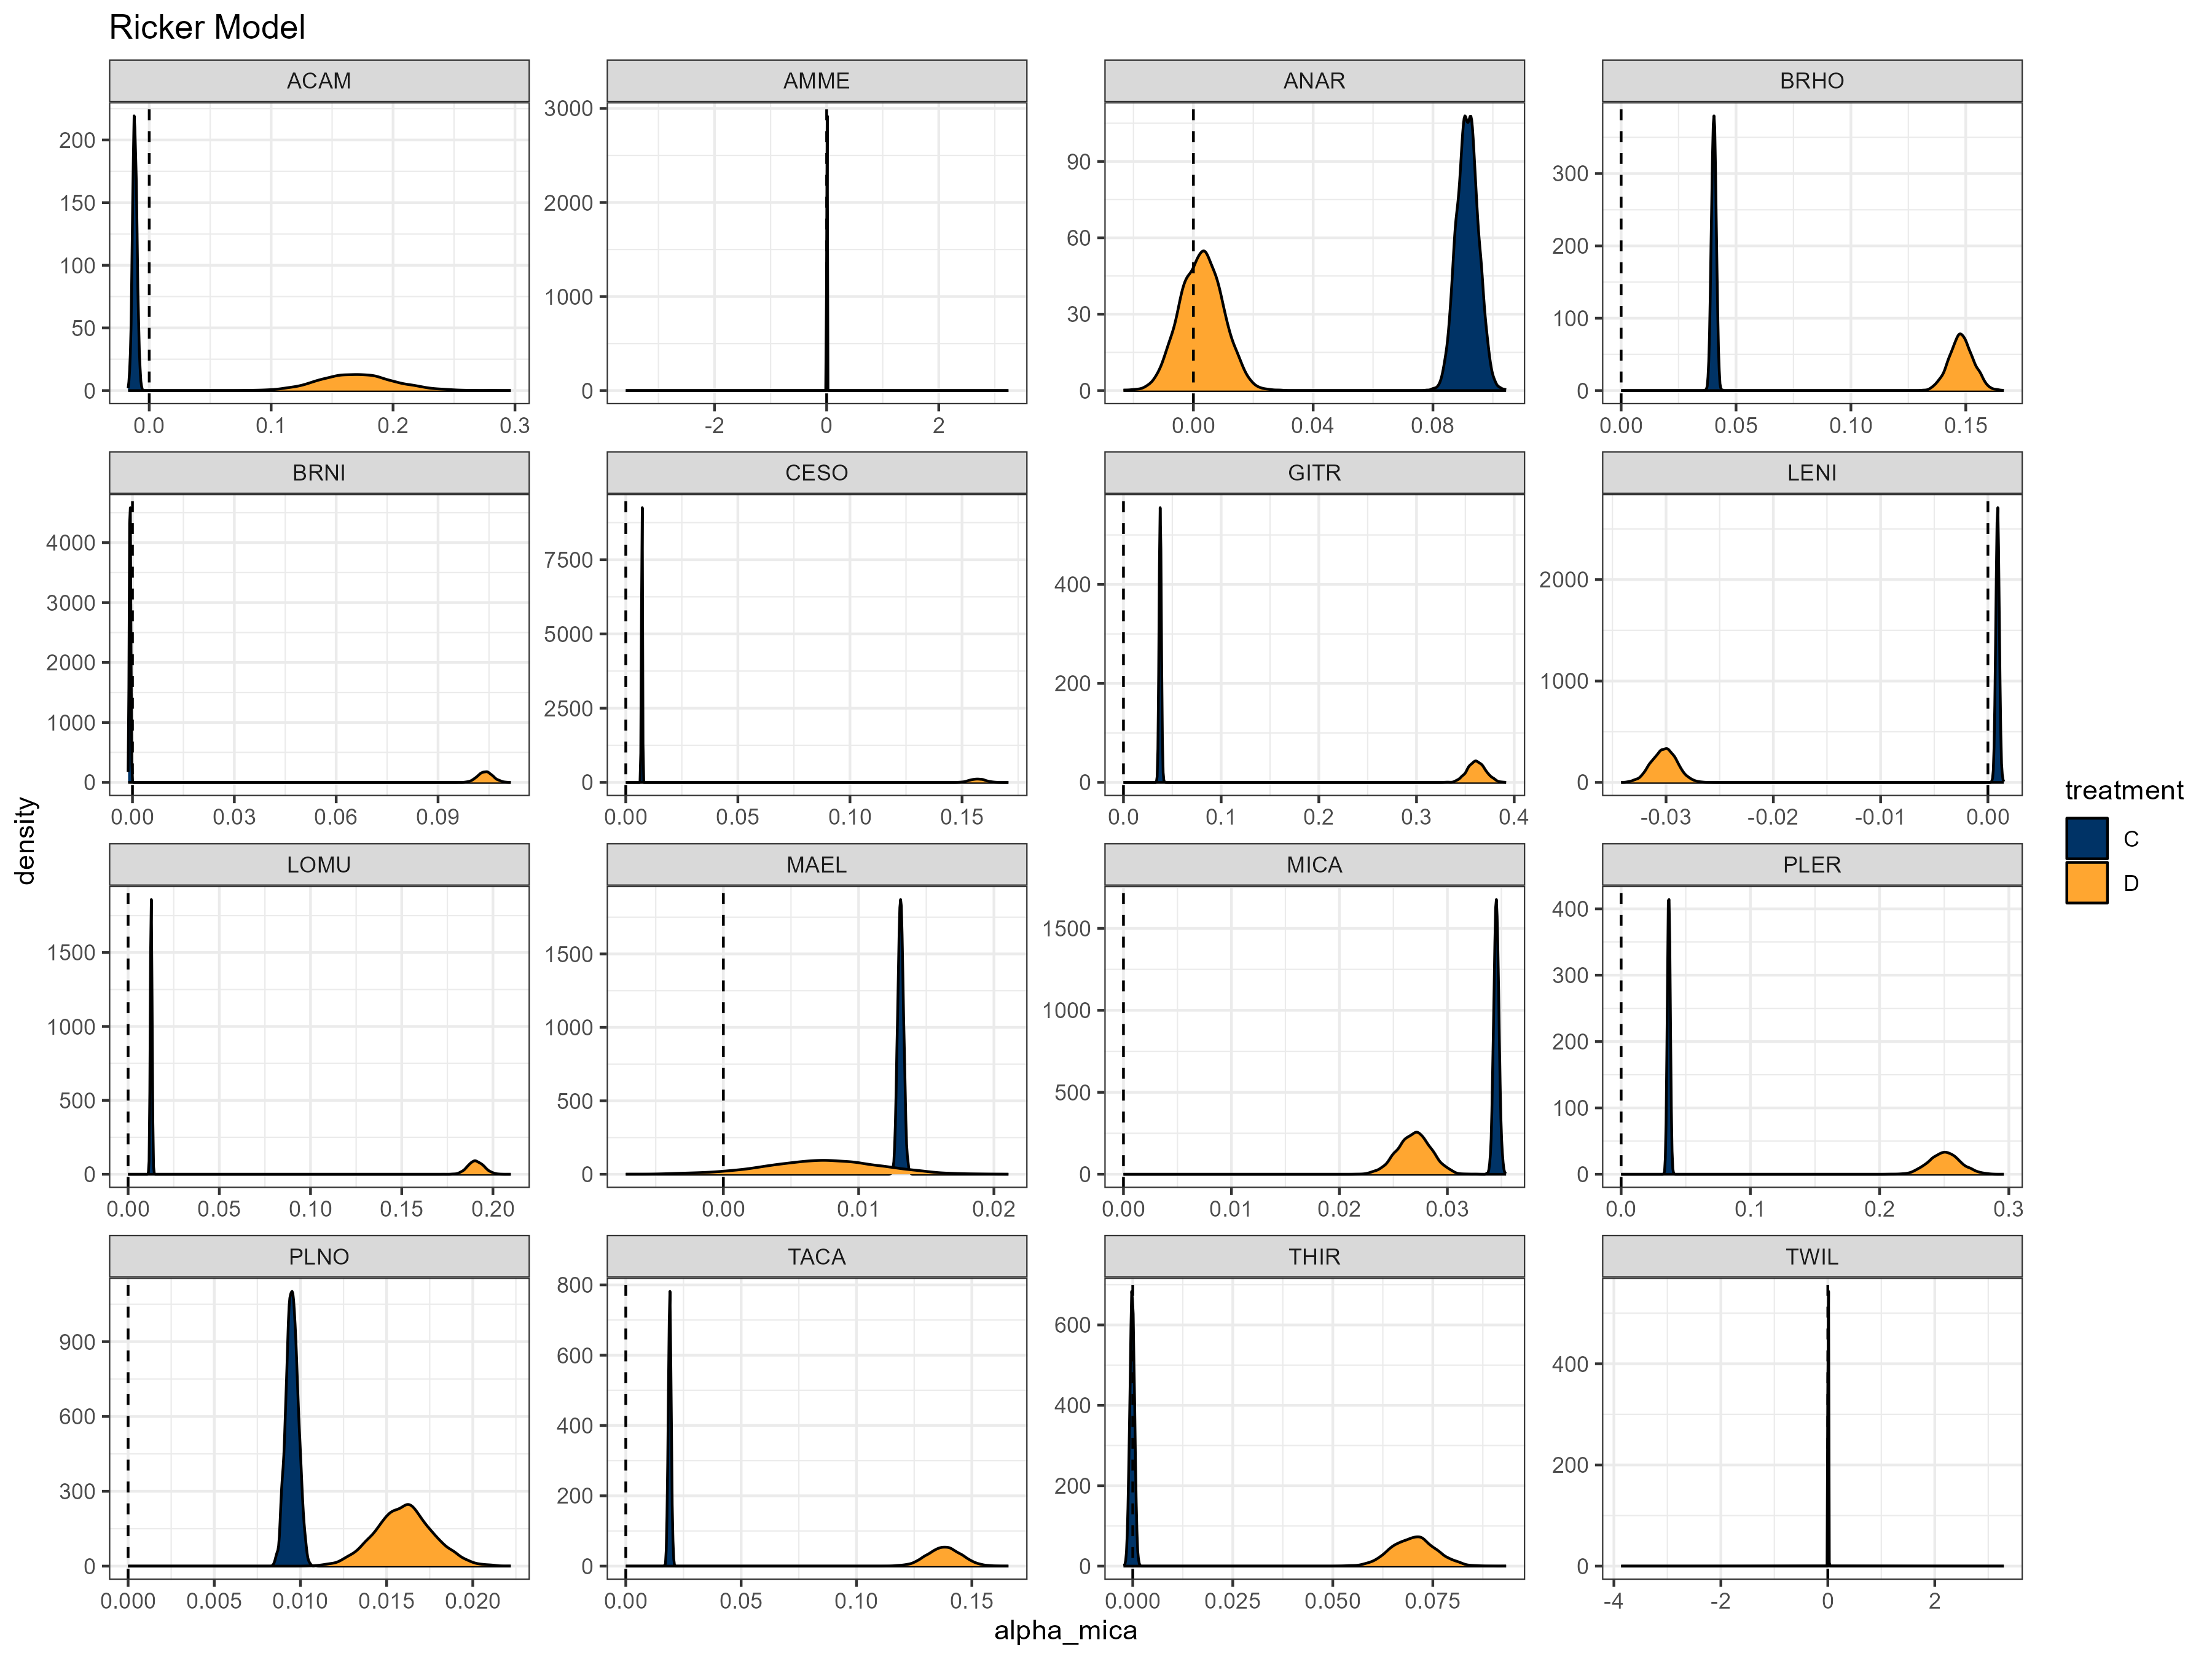 Ricker Model
ACAM AMME ANAR BRHO
200 150 100 50 0
0.0 0.1 0.2 0.3
3000 2000 1000 0
-2 0 2
90 60 30 0
0.00 0.04 0.08
300 200 100 0
0.00 0.05 0.10 0.15
BRNI CESO GITR LENI
4000 3000 2000 1000 0
0.00 0.03 0.06 0.09
7500 5000 2500 0
0.00 0.05 0.10 0.15
400 200 0
0.0 0.1 0.2 0.3 0.4
2000 1000 0
-0.03 -0.02 -0.01 0.00
LOMU MAEL MICA PLER
1500 1000 500 0
0.00 0.05 0.10 0.15 0.20
1500 1000 500 0
0.00 0.01 0.02
1500 1000 500 0
0.00 0.01 0.02 0.03
400 300 200 100 0
0.0 0.1 0.2 0.3
PLNO TACA THIR TWIL
900 600 300 0
0.000 0.005 0.010 0.015 0.020
800 600 400 200 0
0.00 0.05 0.10 0.15
600 400 200 0
0.000 0.025 0.050 0.075
400 200 0
-4 -2 0 2
density
alpha_mica
treatment
C
D